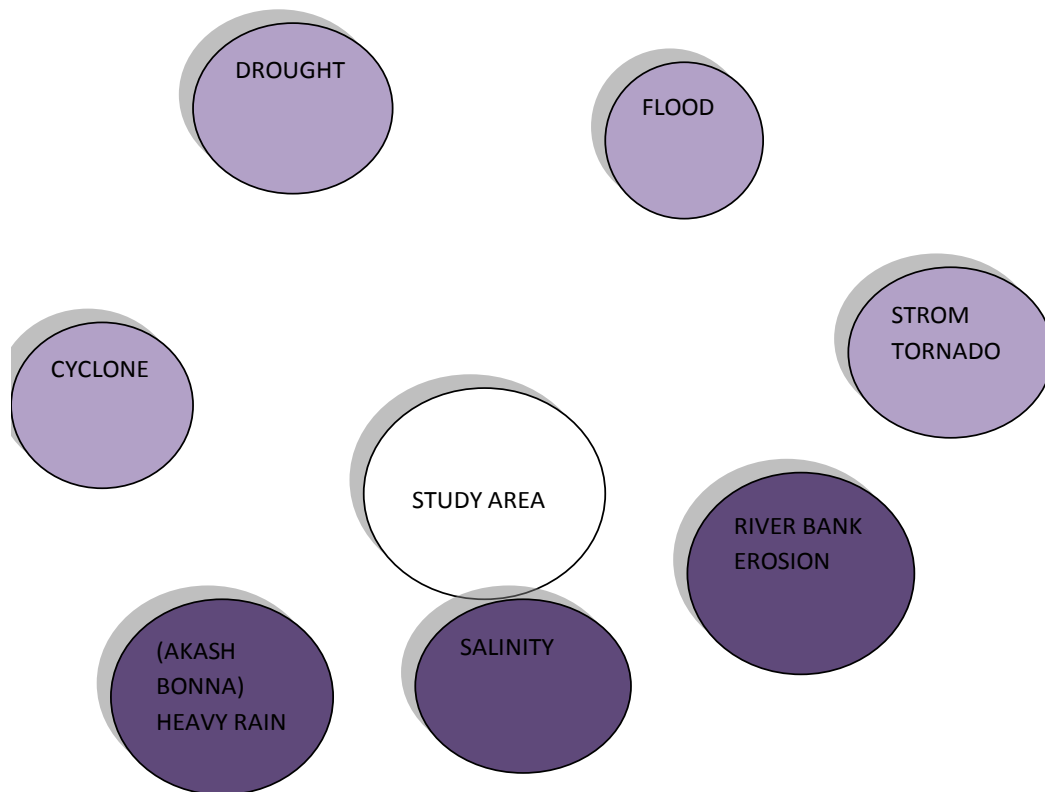 DROUGHT
FLOOD
STROM
TORNADO
CYCLONE
STUDY AREA
RIVER BANK
EROSION
(AKASH
BONNA)
HEAVY RAIN
SALINITY